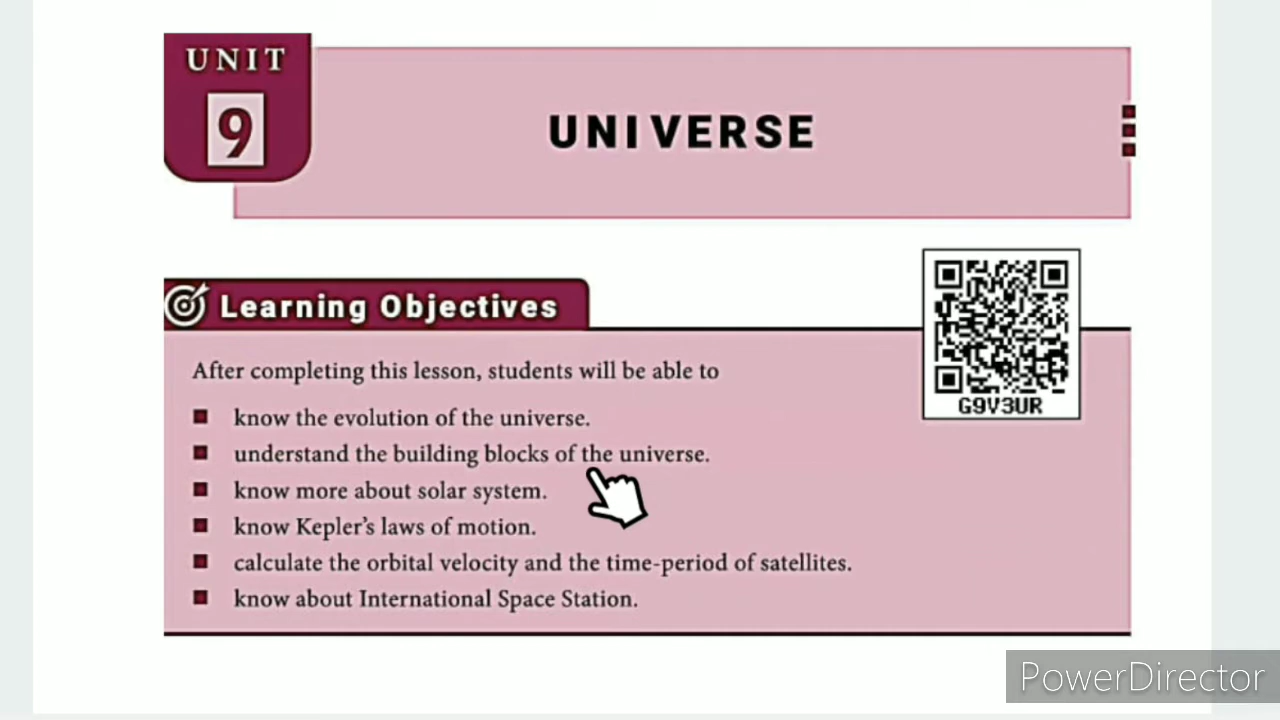 UNIT
9
UNIVERSE
Learning Objectives
G9V3UR
After completing this lesson, students will be able to
know the evolution of the universe.
understand the building blocks of the universe.
know more about solar system.
know Kepler’s laws of motion.
calculate the orbital velocity and the time-period of satellites.
know about International Space Station.
PowerDirector